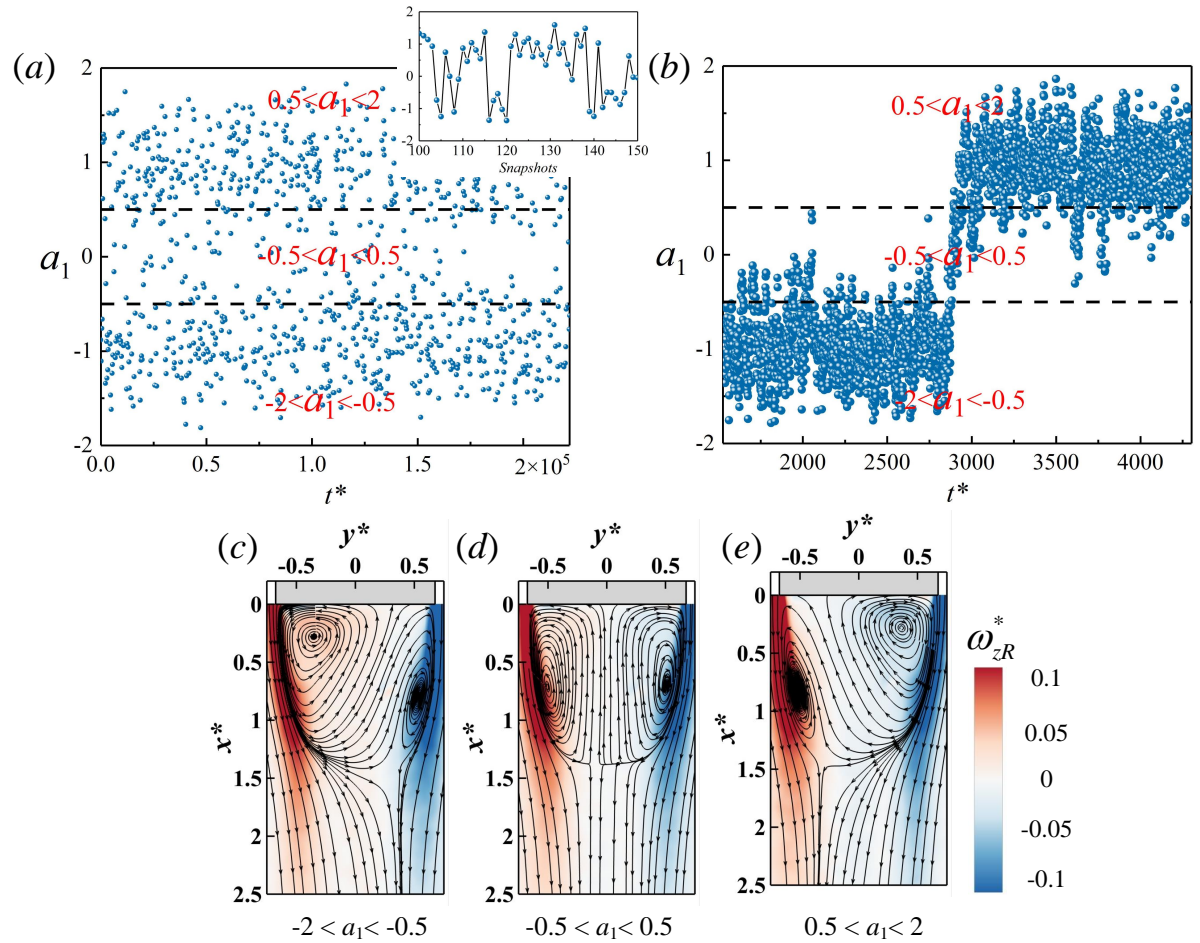 (a)
2
1
0
-1
-2
a₁
0.5<a₁<2
-0.5<a₁<0.5
-2<a₁<-0.5
0.0
0.5
1.0
1.5
2×10⁵
t*
2
1
0
-1
-2
100
110
120
130
140
150
Snapshots
(b)
2
1
0
-1
-2
a₁
0.5<a₁<2
-0.5<a₁<0.5
-2<a₁<-0.5
2000
2500
3000
3500
4000
t*
(c)
y*
-0.5 0 0.5
x*
0
0.5
1
1.5
2
2.5
-2 < a₁< -0.5
(d)
y*
-0.5 0 0.5
x*
0
0.5
1
1.5
2
2.5
-0.5 < a₁< 0.5
(e)
y*
-0.5 0 0.5
x*
0
0.5
1
1.5
2
2.5
0.5 < a₁< 2
ω*zR
0.1
0.05
0
-0.05
-0.1